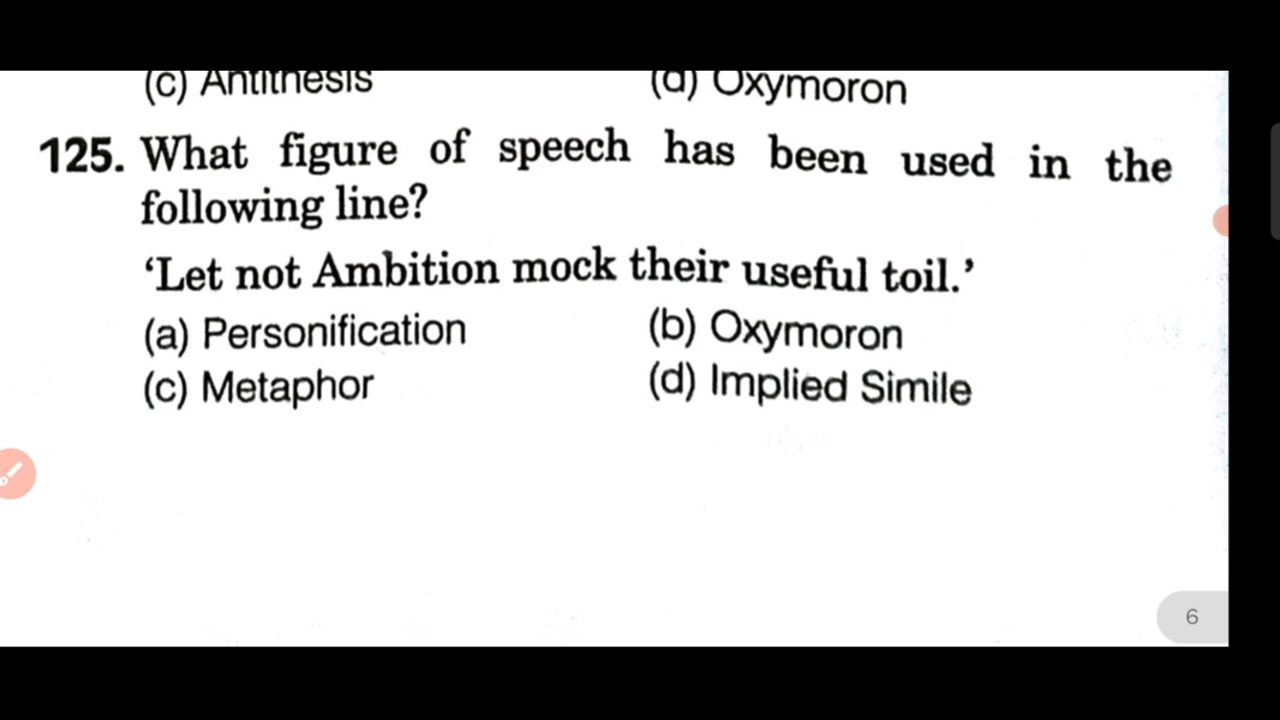 (c) Antithesis (d) Oxymoron
125. What figure of speech has been used in the
following line?
‘Let not Ambition mock their useful toil.’
(a) Personification (b) Oxymoron
(c) Metaphor (d) Implied Simile
6